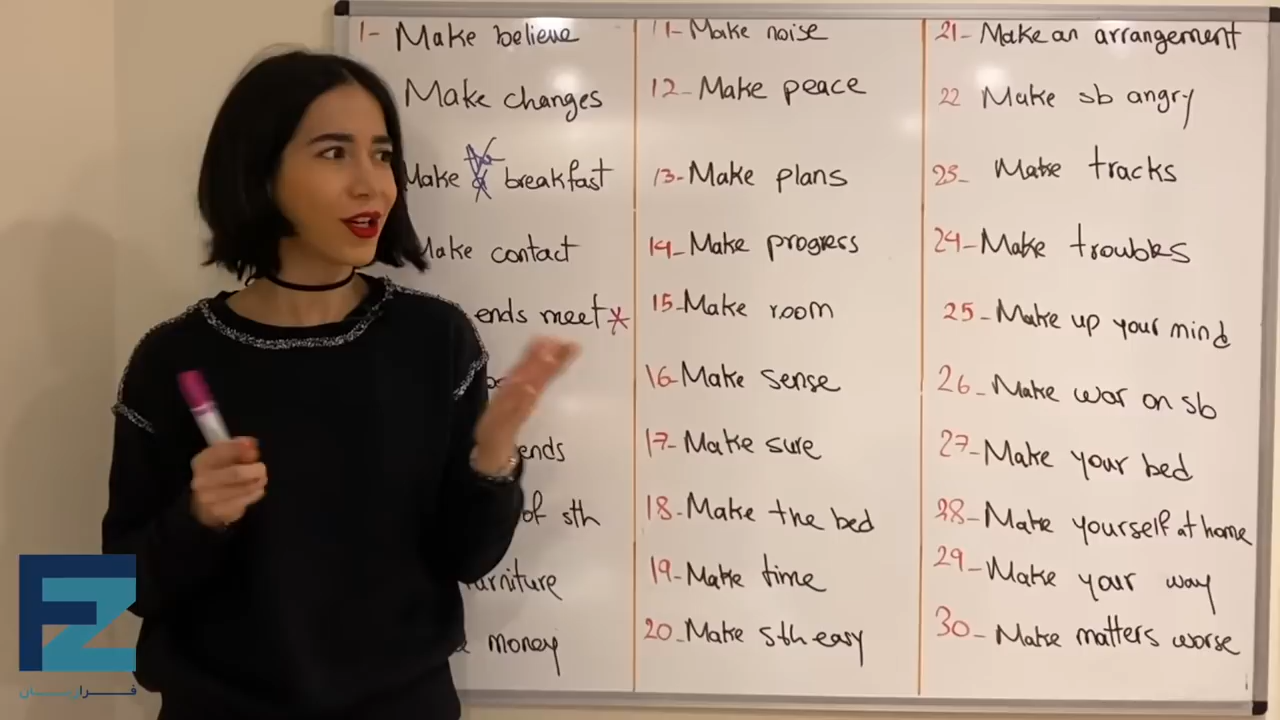 1- Make believe
Make changes
Make breakfast
Make contact
ends meet*
ends
of sth
furniture
money
11- Make noise
12- Make peace
13- Make plans
14- Make progress
15- Make room
16- Make sense
17- Make sure
18- Make the bed
19- Make time
20- Make sth easy
21- Make an arrangement
22 Make sb angry
23- Make tracks
24- Make troubles
25- Make up your mind
26- Make war on sb
27- Make your bed
28- Make yourself at home
29- Make your way
30- Make matters worse
FZ
فرازبان